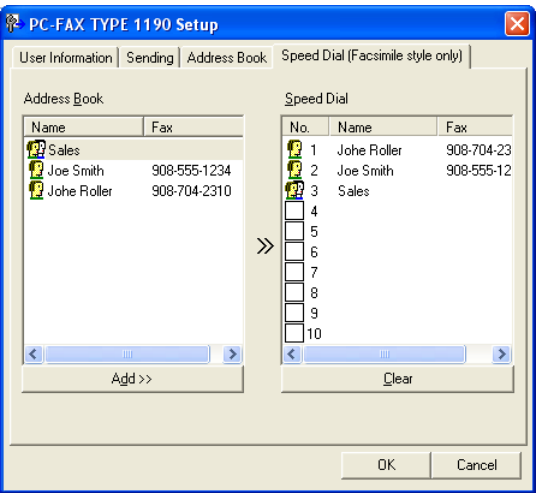 PC-FAX TYPE 1190 Setup
User Information Sending Address Book Speed Dial (Facsimile style only)
Address Book
Name Fax
Sales
Joe Smith 908-555-1234
Johe Roller 908-704-2310
Add >>
Speed Dial
No. Name Fax
1 Johe Roller 908-704-23
2 Joe Smith 908-555-12
3 Sales
4
5
6
7
8
9
10
Clear
OK Cancel